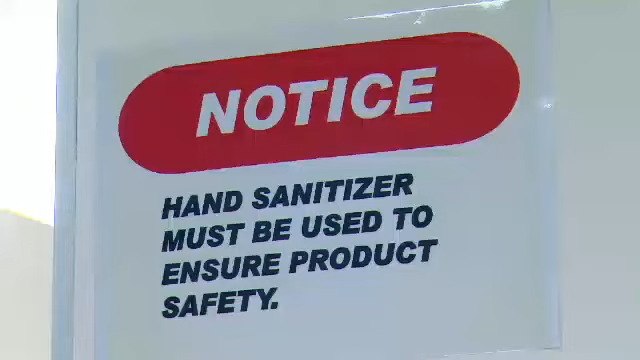 NOTICE
HAND SANITIZER
MUST BE USED TO
ENSURE PRODUCT
SAFETY.